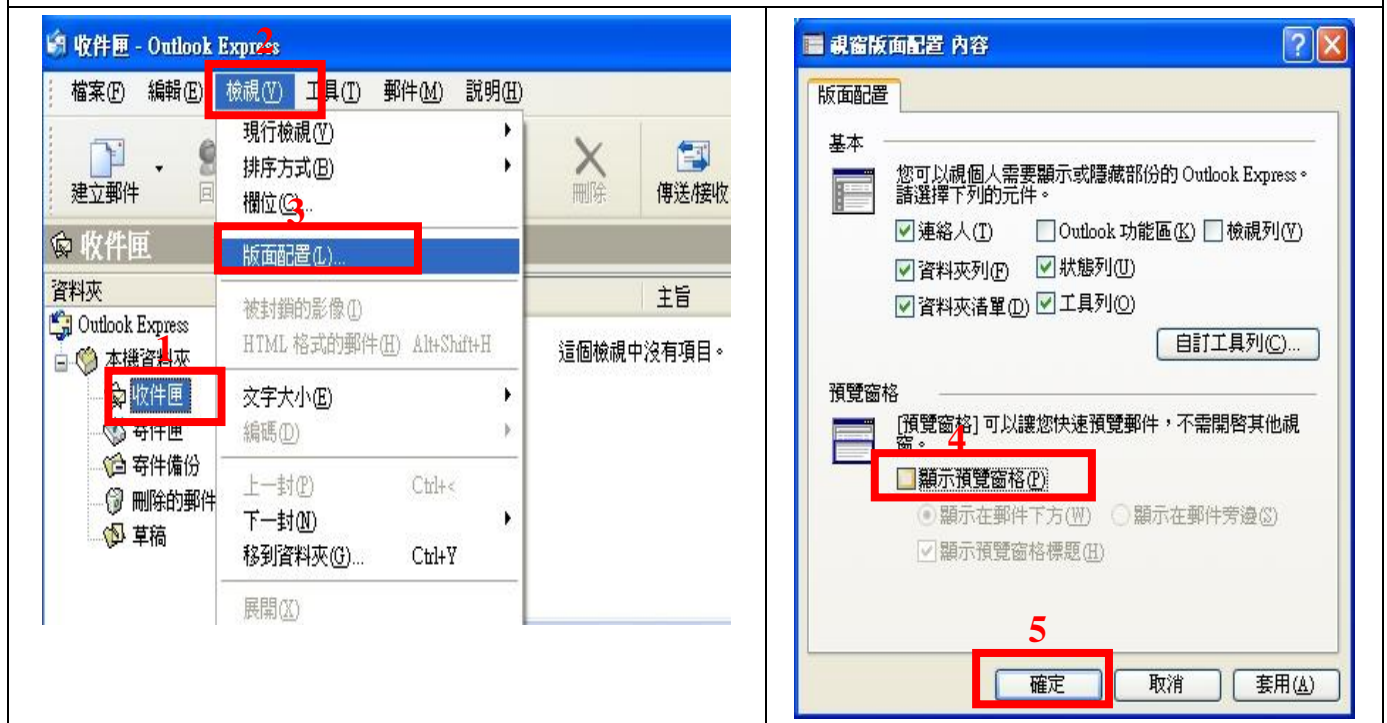 收件匣 - Outlook Express
2
檔案(F) 編輯(E) 檢視(V) 工具(T) 郵件(M) 說明(H)
建立郵件 回 刪除 傳送/接收
現行檢視(V)
排序方式(B)
欄位(C)...
3
版面配置(L)...
被封鎖的影像(I)
HTML 格式的郵件(H) Alt+Shift+H
文字大小(E)
編碼(D)
上一封(P) Ctrl+<
下一封(N)
移到資料夾(G)... Ctrl+Y
展開(X)
收件匣
資料夾
主旨
Outlook Express
1
本機資料夾
收件匣
寄件匣
寄件備份
刪除的郵件
草稿
這個檢視中沒有項目。
視窗版面配置 內容
版面配置
基本
您可以視個人需要顯示或隱藏部份的 Outlook Express。
請選擇下列的元件。
連絡人(T) Outlook 功能區(K) 檢視列(V)
資料夾列(F) 狀態列(U)
資料夾清單(D) 工具列(O)
自訂工具列(C)...
預覽窗格
[預覽窗格] 可以讓您快速預覽郵件，不需開啓其他視
窗。
4
顯示預覽窗格(P)
顯示在郵件下方(W) 顯示在郵件旁邊(S)
顯示預覽窗格標題(H)
5
確定 取消 套用(A)